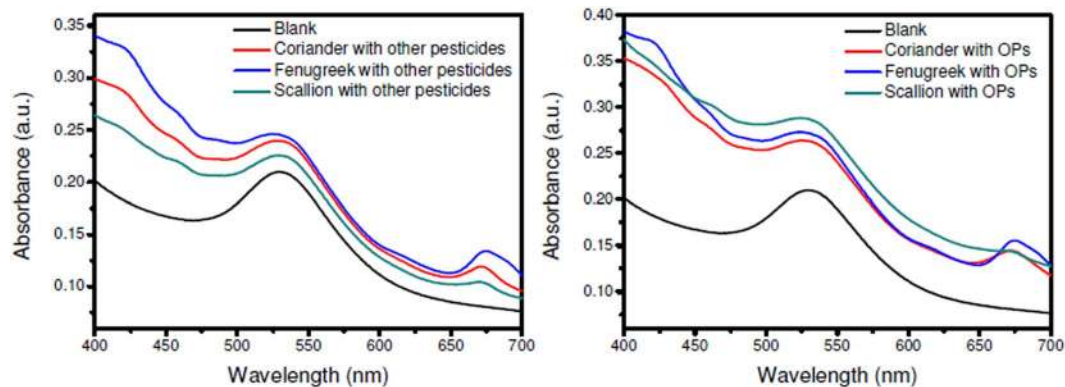 Absorbance (a.u.)
0.35
0.30
0.25
0.20
0.15
0.10
Blank
Coriander with other pesticides
Fenugreek with other pesticides
Scallion with other pesticides
400 450 500 550 600 650 700
Wavelength (nm)
Absorbance (a.u.)
0.40
0.35
0.30
0.25
0.20
0.15
0.10
Blank
Coriander with OPs
Fenugreek with OPs
Scallion with OPs
400 450 500 550 600 650 700
Wavelength (nm)